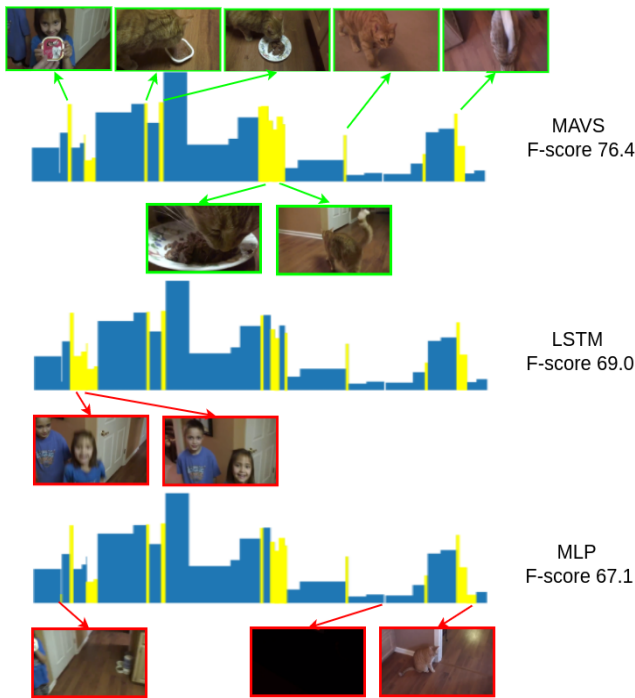 MAVS
F-score 76.4
LSTM
F-score 69.0
MLP
F-score 67.1